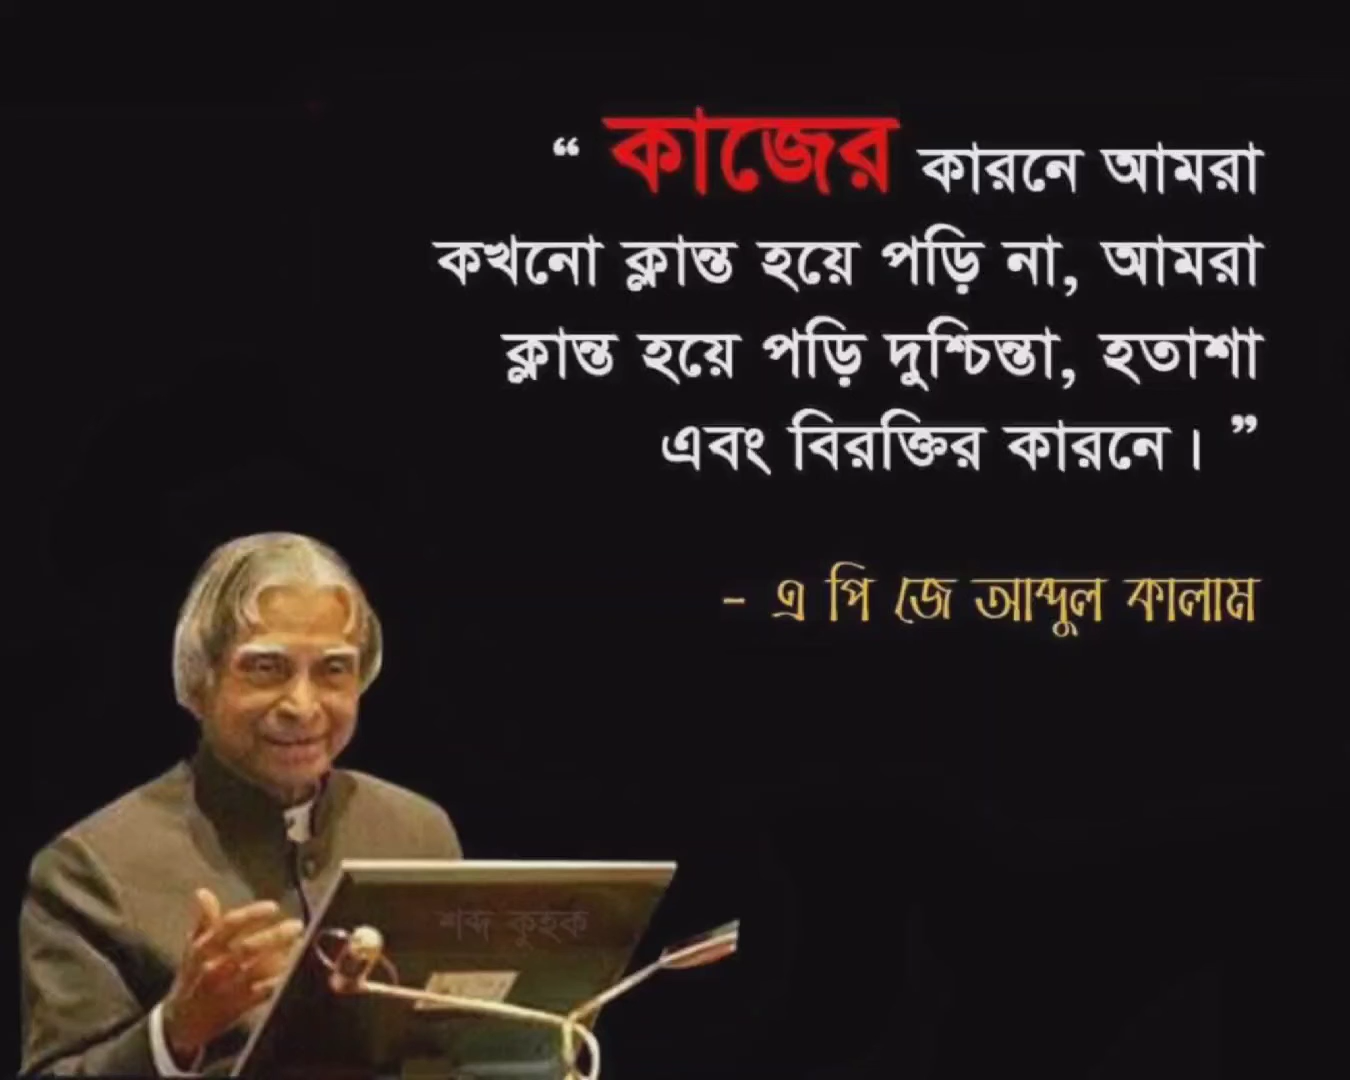 “ কাজের কারনে আমরা
কখনো ক্লান্ত হয়ে পড়ি না, আমরা
ক্লান্ত হয়ে পড়ি দুশ্চিন্তা, হতাশা
এবং বিরক্তির কারনে। ”
- এ পি জে আব্দুল কালাম
শব্দ কুহক